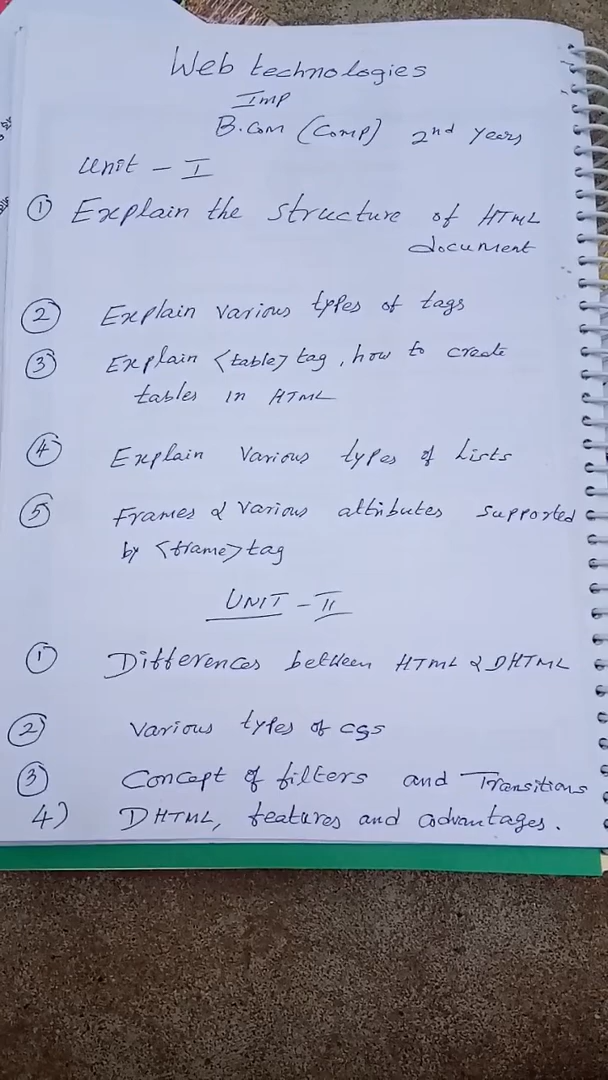 Web technologies
Imp
B.Com (Comp) 2nd years
Unit - I
① Explain the structure of HTML
document
② Explain various types of tags
③ Explain <table> tag, how to create
tables in HTML
④ Explain various types of Lists
⑤ Frames & various attributes supported
by <frame> tag
UNIT - II
① Differences between HTML & DHTML
② Various types of CSS
③ Concept of filters and Transitions
4) DHTML, features and advantages.